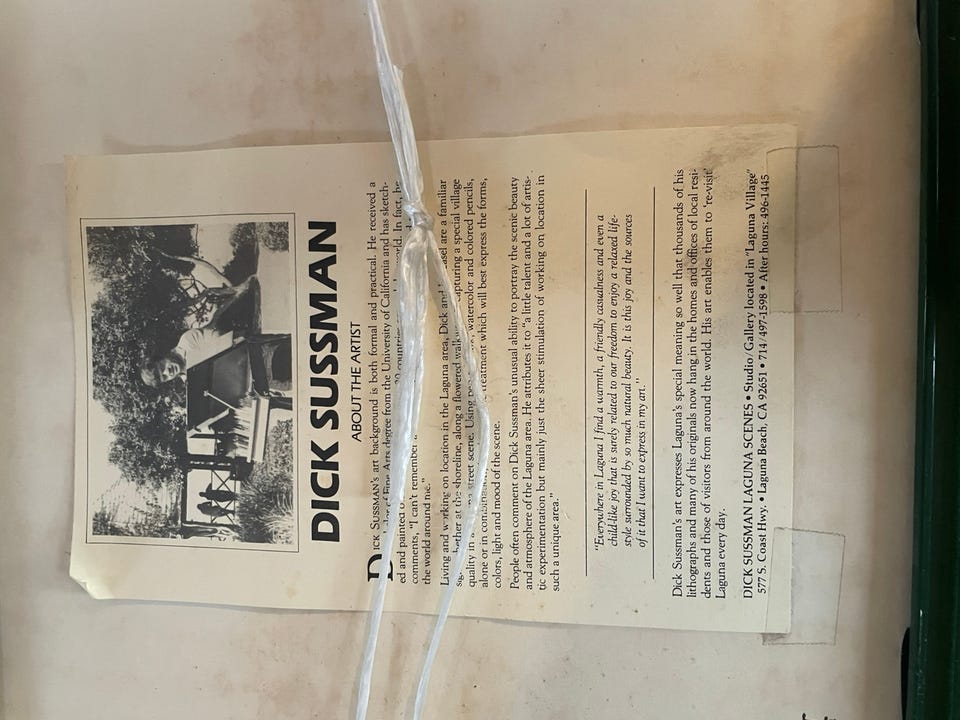 DICK SUSSMAN
ABOUT THE ARTIST
DICK SUSSMAN'S art background is both formal and practical. He received a
of Fine Arts degree from the University of California and has sketch-
ed and painted 20 countries world. In fact, he
comments, "I can't remember
the world around me."
Living and working on location in the Laguna area, Dick and easel are a familiar
whether at the shoreline, along a flowered walkway capturing a special village
quality in a street scene. Using watercolor and colored pencils,
alone or in combination, treatment which will best express the forms,
colors, light and mood of the scene.
People often comment on Dick Sussman's unusual ability to portray the scenic beauty
and atmosphere of the Laguna area. He attributes it to "a little talent and a lot of artis-
tic experimentation but mainly just the sheer stimulation of working on location in
such a unique area."
"Everywhere in Laguna I find a warmth, a friendly casualness and even a
child-like joy that is surely related to our freedom to enjoy a relaxed life-
style surrounded by so much natural beauty. It is this joy and the sources
of it that I want to express in my art."
Dick Sussman's art expresses Laguna's special meaning so well that thousands of his
lithographs and many of his originals now hang in the homes and offices of local resi-
dents and those of visitors from around the world. His art enables them to 're-visit'
Laguna every day.
DICK SUSSMAN LAGUNA SCENES • Studio/Gallery located in "Laguna Village"
577 S. Coast Hwy. • Laguna Beach, CA 92651 • 714/497-1598 • After hours: 496-1445